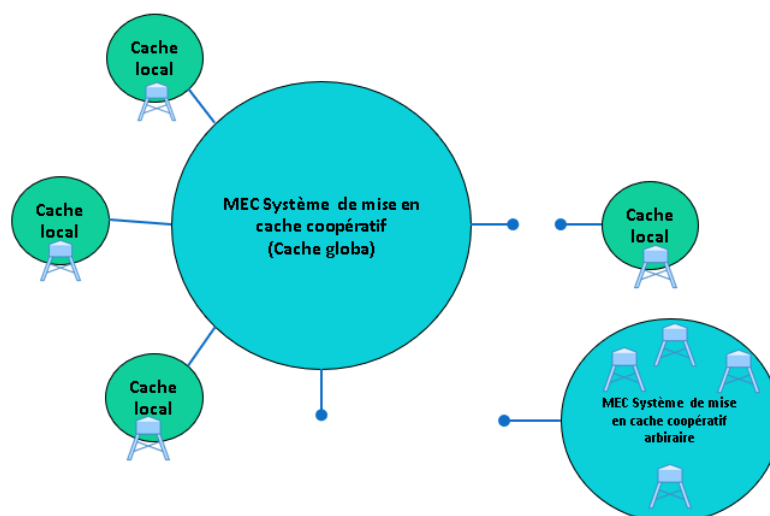 Cache
local
MEC Système de mise en
cache coopératif
(Cache globa)
Cache
local
Cache
local
Cache
local
MEC Système de mise
en cache coopératif
arbiraire